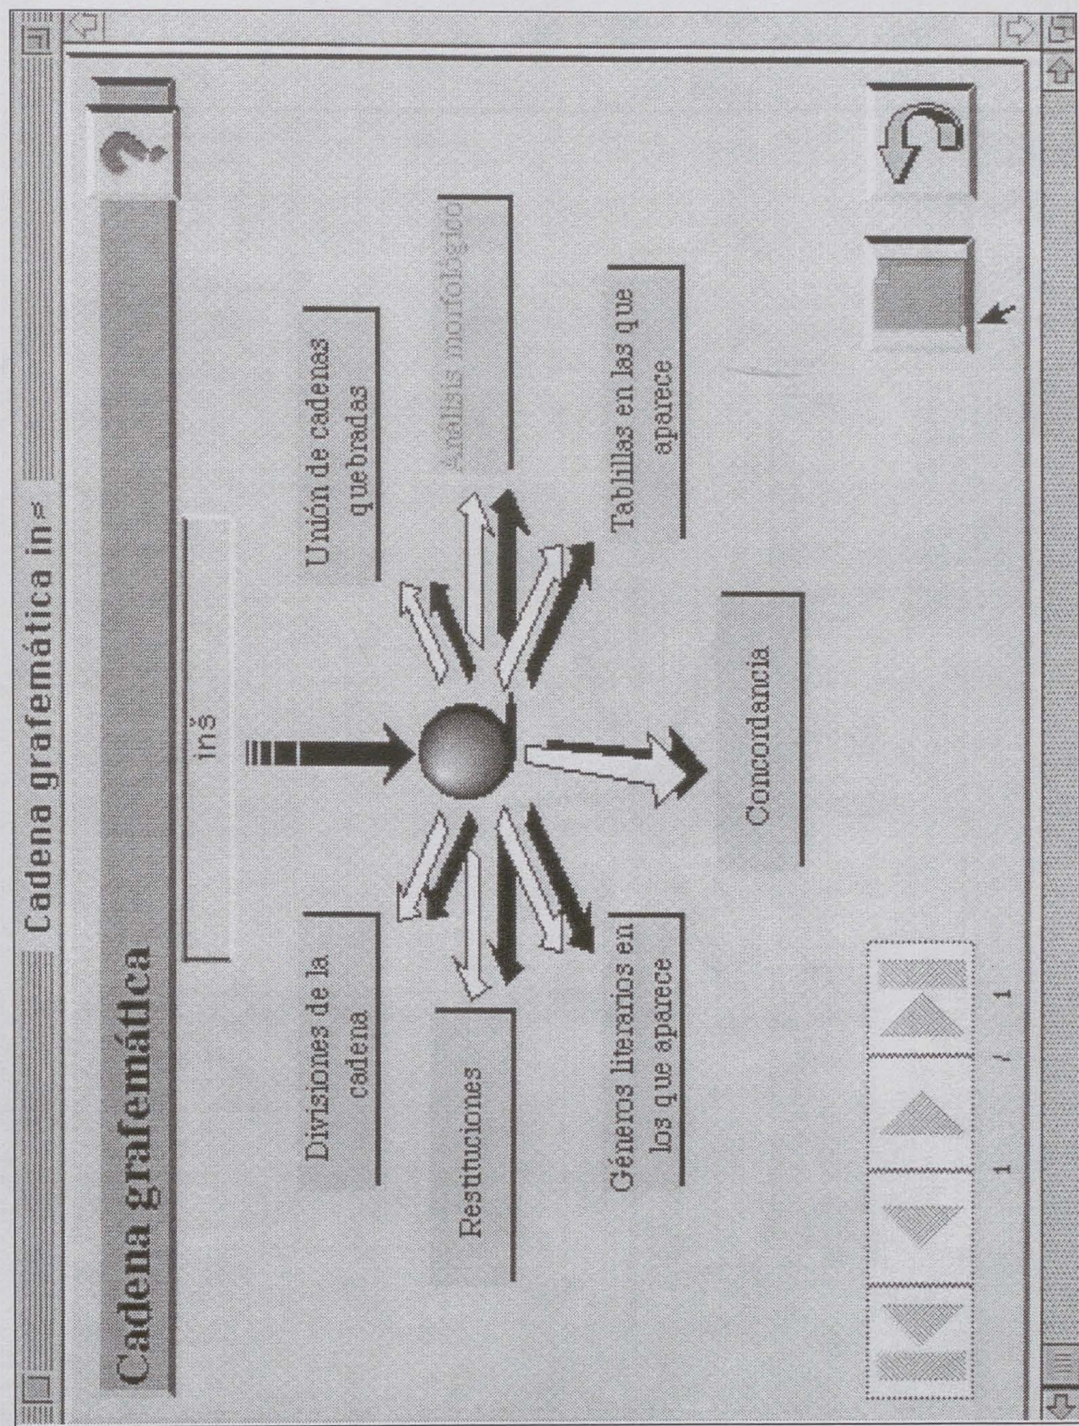 Cadena grafemática in≠
Cadena grafemática
?
inš
Divisiones de la
cadena
Unión de cadenas
quebradas
Restituciones
Análisis morfológico
Géneros literarios en
los que aparece
Tablillas en las que
aparece
Concordancia
1 / 1